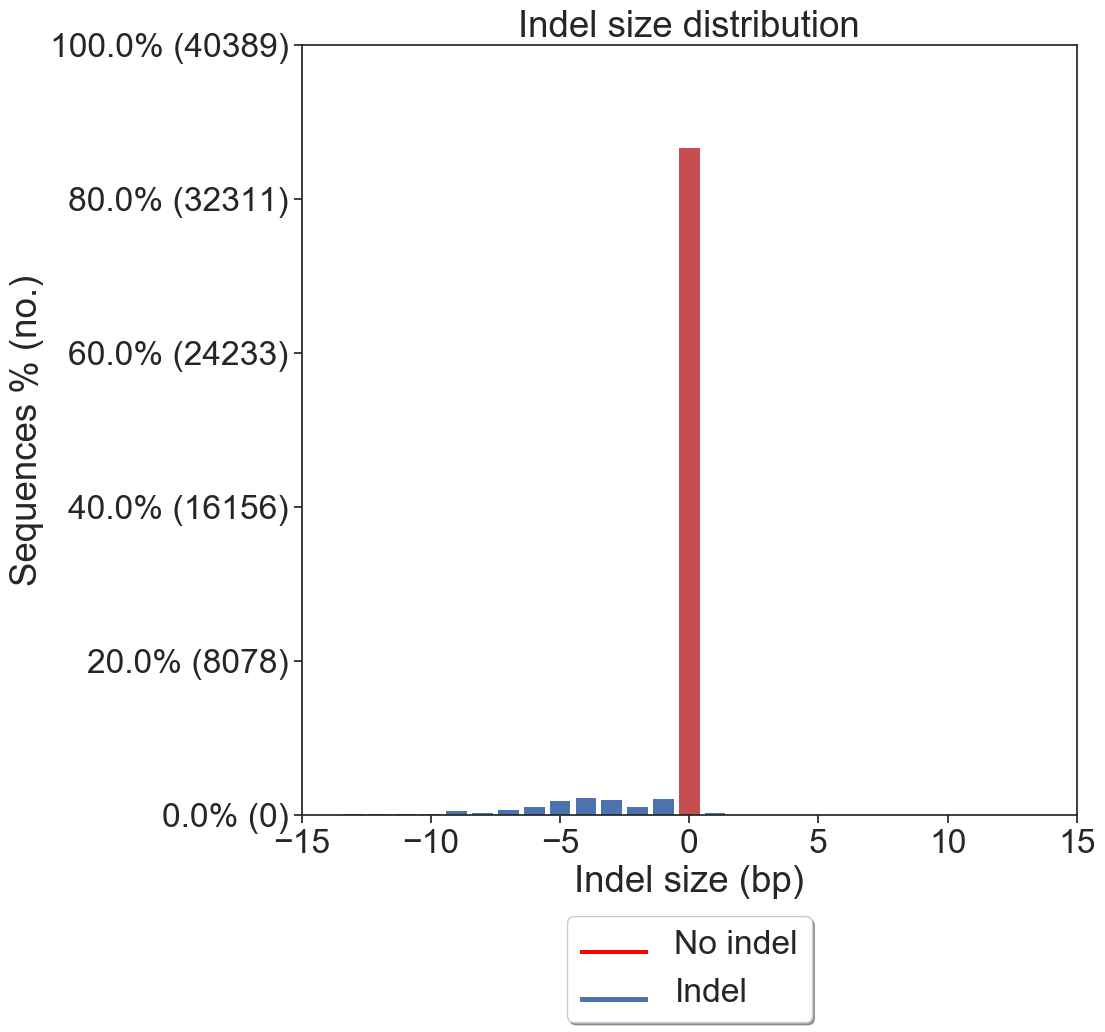 Indel size distribution
100.0% (40389)
80.0% (32311)
60.0% (24233)
40.0% (16156)
20.0% (8078)
0.0% (0)
Sequences % (no.)
−15 −10 −5 0 5 10 15
Indel size (bp)
No indel
Indel